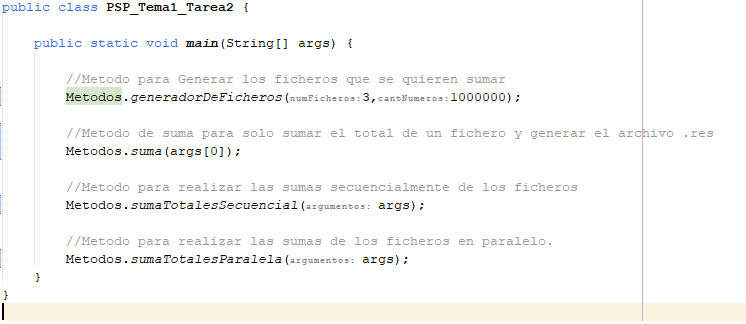 public class PSP_Tema1_Tarea2 {
public static void main(String[] args) {
//Metodo para Generar los ficheros que se quieren sumar
Metodos.generadorDeFicheros(numFicheros:3,cantNumeros:1000000);
//Metodo de suma para solo sumar el total de un fichero y generar el archivo .res
Metodos.suma(args[0]);
//Metodo para realizar las sumas secuencialmente de los ficheros
Metodos.sumaTotalesSecuencial(argumentos: args);
//Metodo para realizar las sumas de los ficheros en paralelo.
Metodos.sumaTotalesParalela(argumentos: args);
}
}